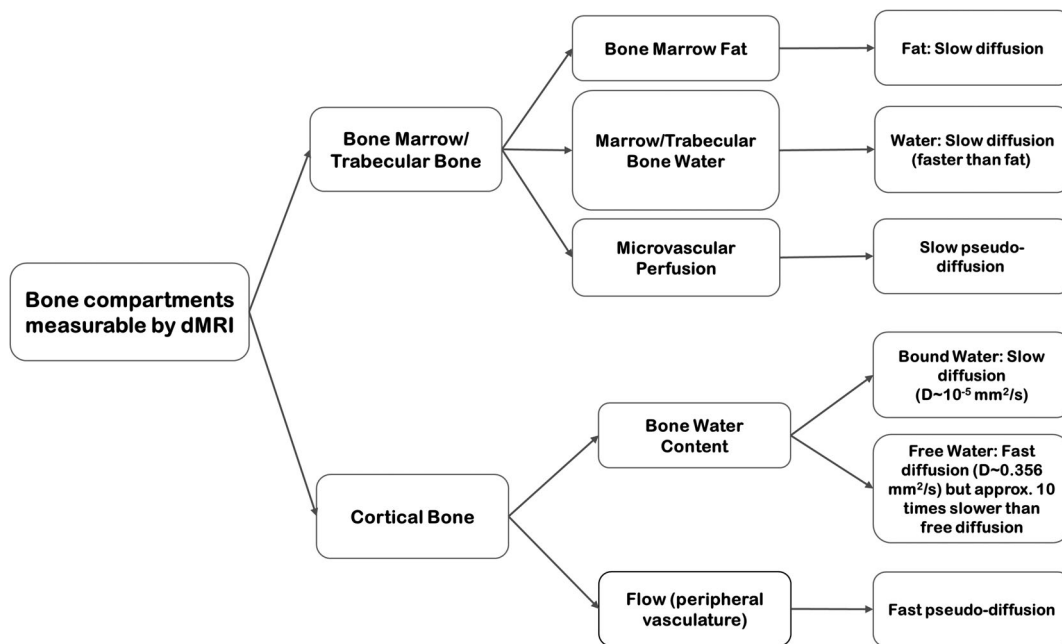 Bone compartments
measurable by dMRI
Bone Marrow/
Trabecular Bone
Bone Marrow Fat
Fat: Slow diffusion
Marrow/Trabecular
Bone Water
Water: Slow diffusion
(faster than fat)
Microvascular
Perfusion
Slow pseudo-
diffusion
Cortical Bone
Bone Water
Content
Bound Water: Slow
diffusion
(D~10⁻⁵ mm²/s)
Free Water: Fast
diffusion (D~0.356
mm²/s) but approx. 10
times slower than
free diffusion
Flow (peripheral
vasculature)
Fast pseudo-diffusion